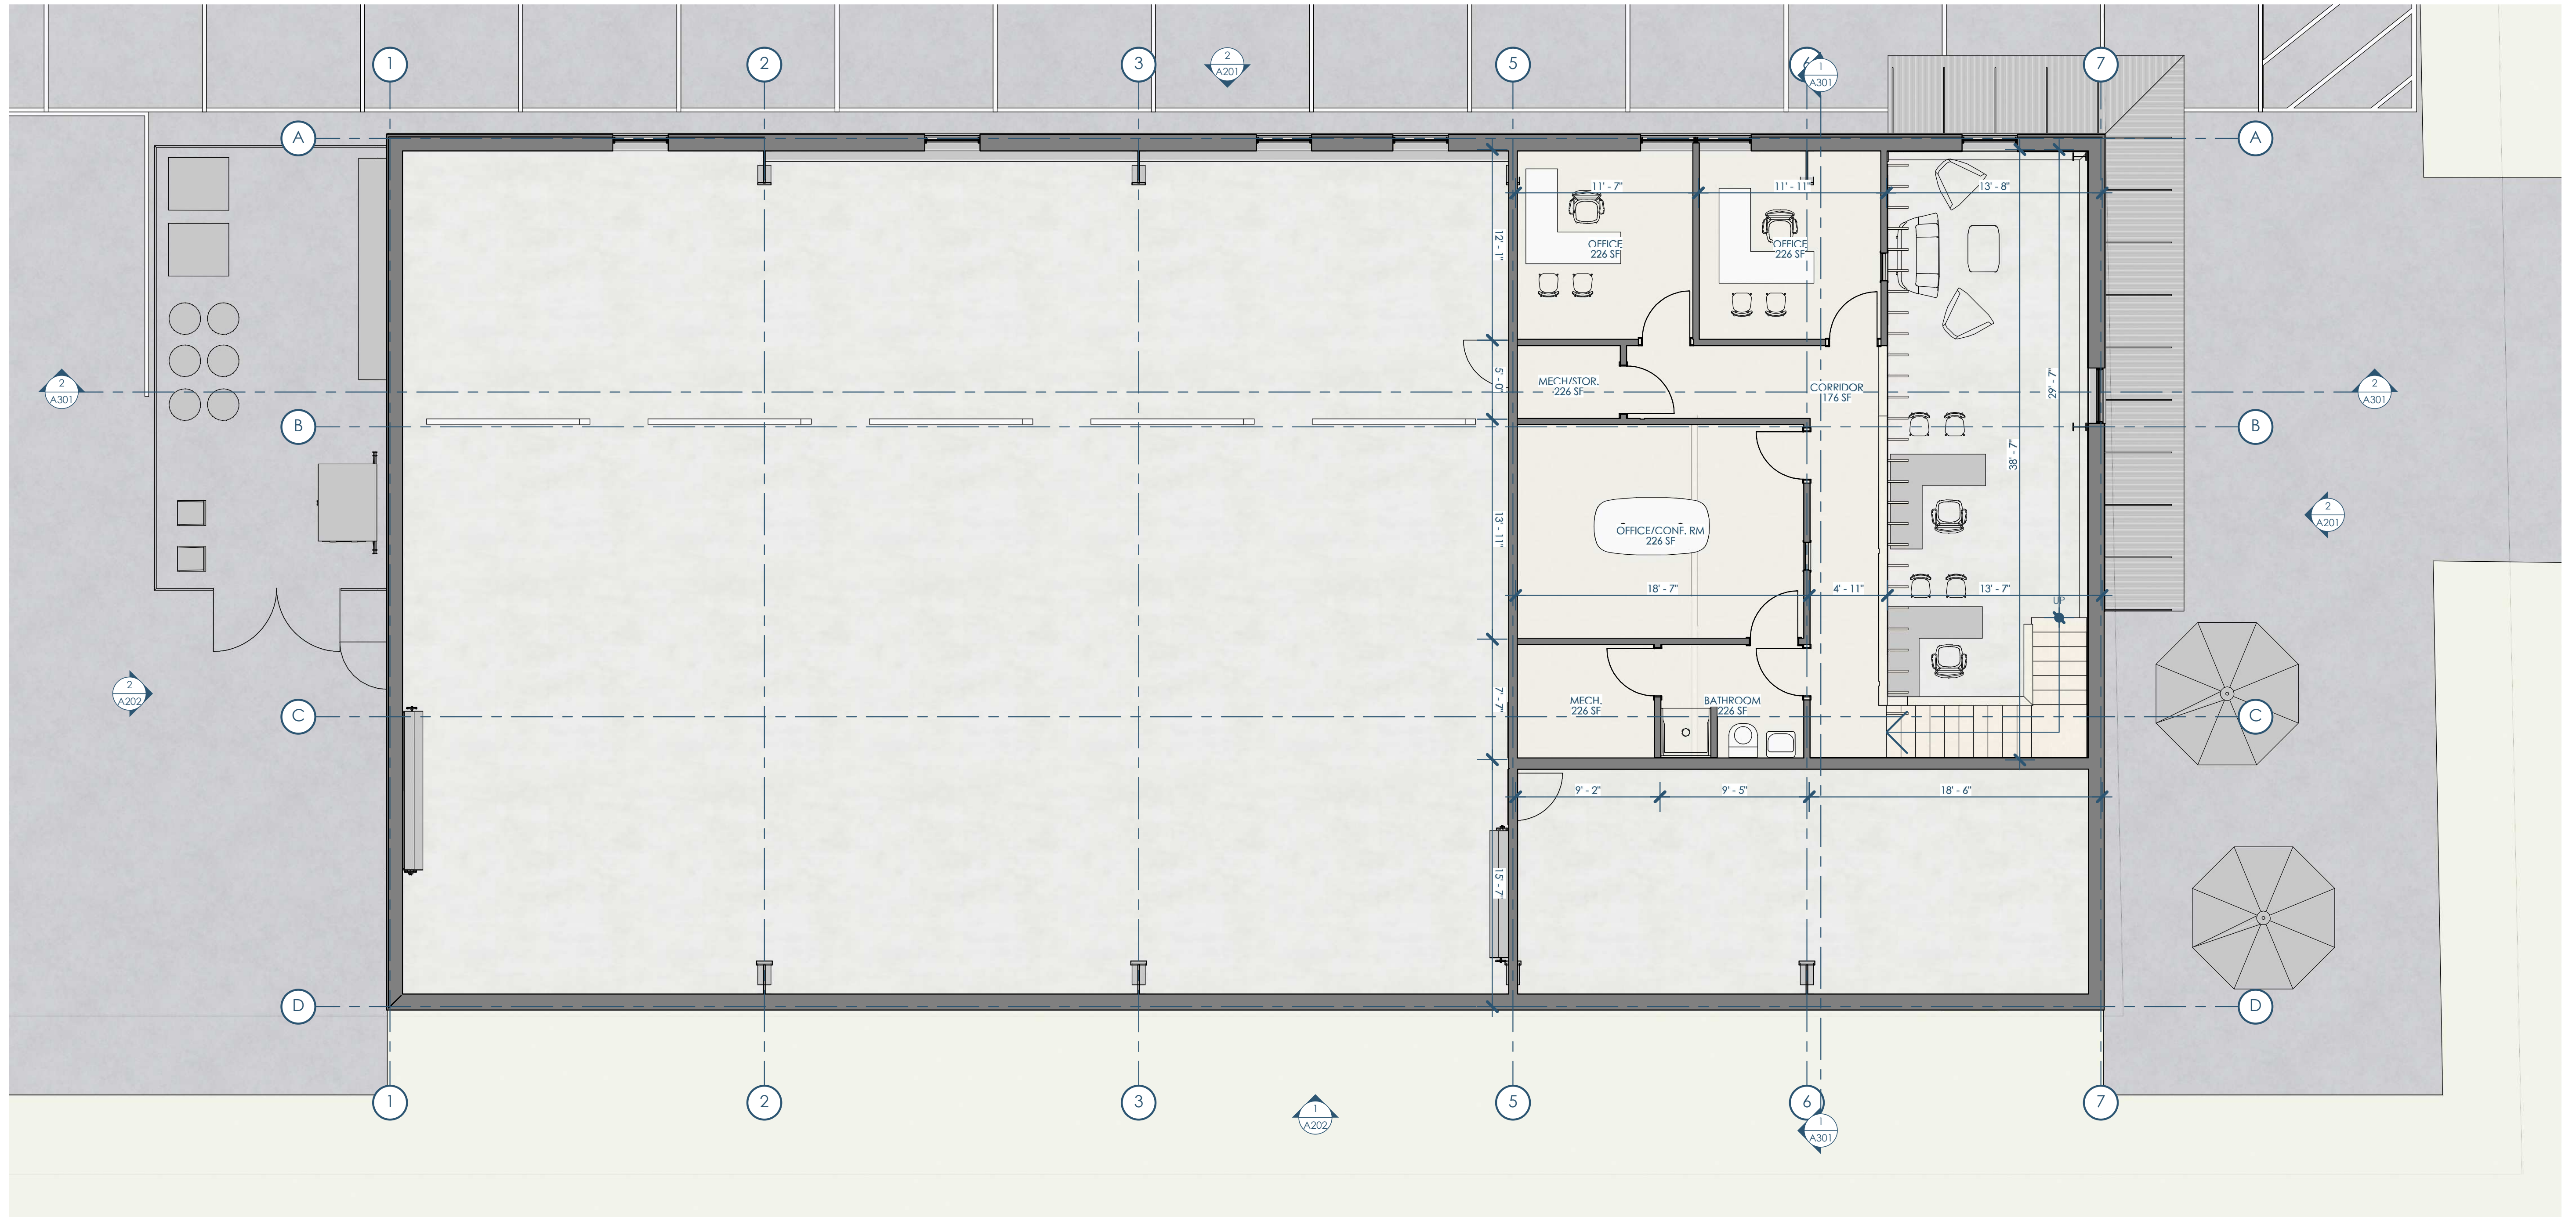 1
2
3
2
A201
5
6
1
A301
7
A
A
11' - 7"
11' - 11"
13' - 8"
12' - 1"
OFFICE
226 SF
OFFICE
226 SF
2
A301
MECH/STOR.
226 SF
5' - 0"
CORRIDOR
176 SF
29' - 7"
2
A301
B
B
38' - 7"
13' - 11"
OFFICE/CONF. RM
226 SF
2
A201
18' - 7"
4' - 11"
13' - 7"
UP
2
A202
MECH.
226 SF
7' - 7"
BATHROOM
226 SF
C
C
9' - 2"
9' - 5"
18' - 6"
15' - 7"
D
D
1
2
3
1
A202
5
6
1
A301
7